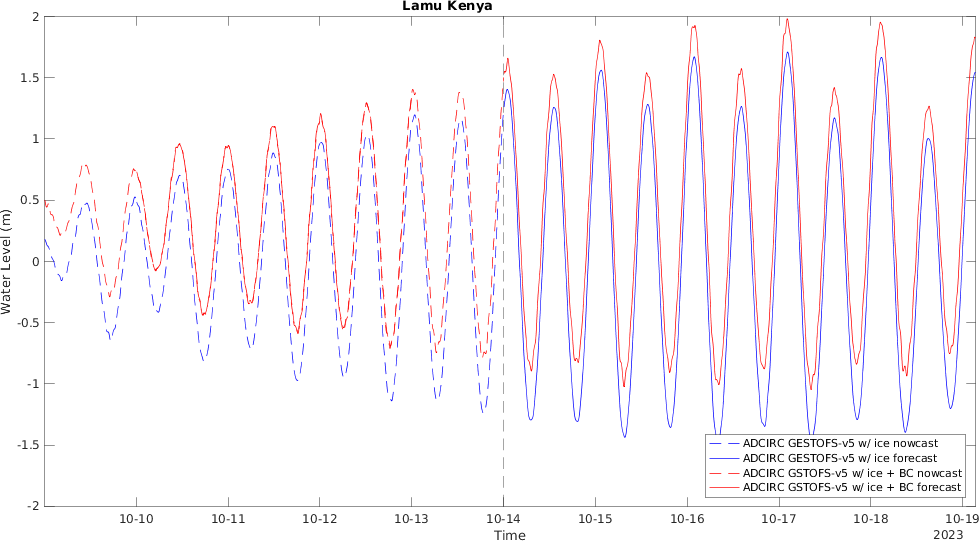 Lamu Kenya
2
1.5
1
0.5
0
-0.5
-1
-1.5
-2
Water Level (m)
10-10
10-11
10-12
10-13
10-14
10-15
10-16
10-17
10-18
10-19
Time
2023
ADCIRC GESTOFS-v5 w/ ice nowcast
ADCIRC GESTOFS-v5 w/ ice forecast
ADCIRC GSTOFS-v5 w/ ice + BC nowcast
ADCIRC GSTOFS-v5 w/ ice + BC forecast